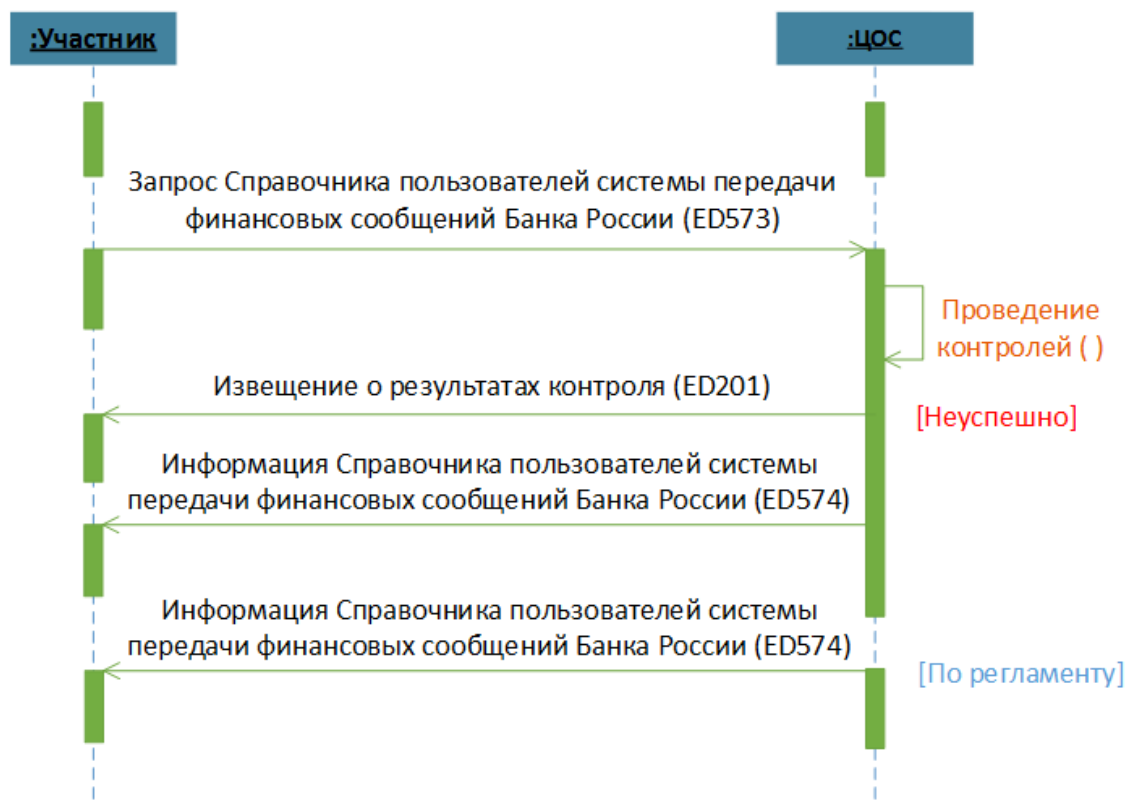 :Участник
:ЦОС
Запрос Справочника пользователей системы передачи
финансовых сообщений Банка России (ED573)
Проведение
контролей ( )
Извещение о результатах контроля (ED201)
[Неуспешно]
Информация Справочника пользователей системы
передачи финансовых сообщений Банка России (ED574)
Информация Справочника пользователей системы
передачи финансовых сообщений Банка России (ED574)
[По регламенту]